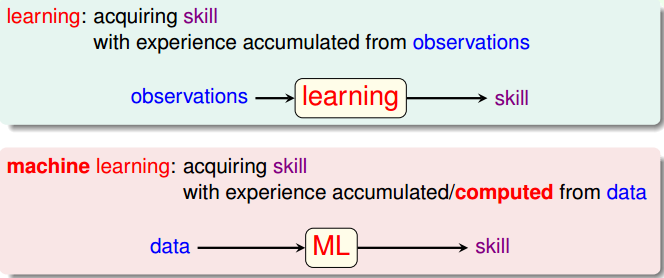 learning: acquiring skill
with experience accumulated from observations
observations learning skill
machine learning: acquiring skill
with experience accumulated/computed from data
data ML skill